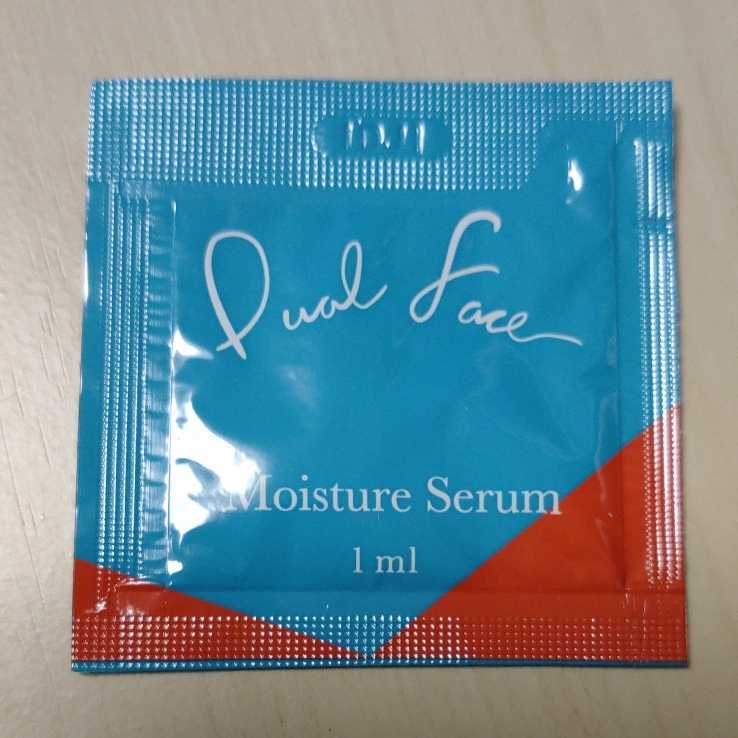 Dual Face
Moisture Serum
1 ml